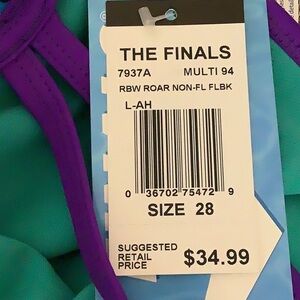 THE FINALS
7937A MULTI 94
RBW ROAR NON-FL FLBK
L-AH
0 36702 75472 9
SIZE 28
SUGGESTED
RETAIL
PRICE $34.99